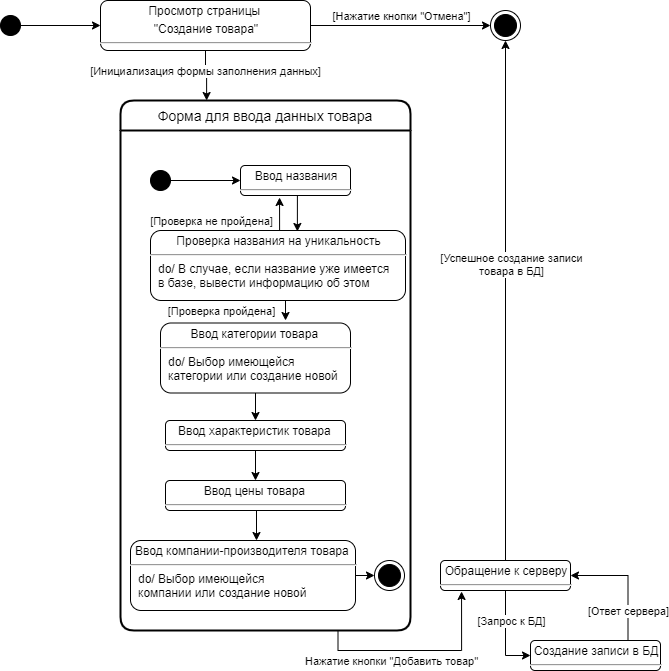 Просмотр страницы
"Создание товара"
[Нажатие кнопки "Отмена"]
[Инициализация формы заполнения данных]
Форма для ввода данных товара
Ввод названия
[Проверка не пройдена]
Проверка названия на уникальность
do/ В случае, если название уже имеется
в базе, вывести информацию об этом
[Успешное создание записи
товара в БД]
[Проверка пройдена]
Ввод категории товара
do/ Выбор имеющейся
категории или создание новой
Ввод характеристик товара
Ввод цены товара
Ввод компании-производителя товара
do/ Выбор имеющейся
компании или создание новой
Обращение к серверу
[Запрос к БД]
[Ответ сервера]
Создание записи в БД
Нажатие кнопки "Добавить товар"